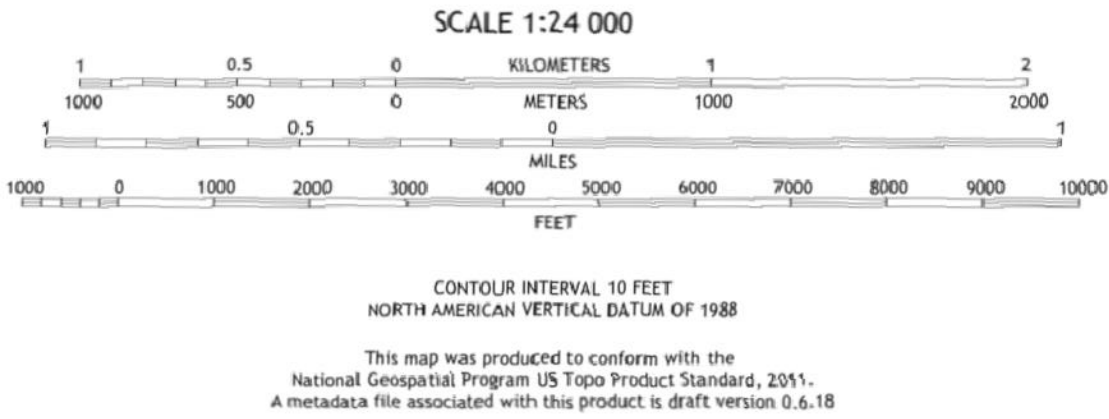 SCALE 1:24 000
1 0.5 0 KILOMETERS 1 2
1000 500 0 METERS 1000 2000
1 0.5 0 1
MILES
1000 0 1000 2000 3000 4000 5000 6000 7000 8000 9000 10000
FEET
CONTOUR INTERVAL 10 FEET
NORTH AMERICAN VERTICAL DATUM OF 1988
This map was produced to conform with the
National Geospatial Program US Topo Product Standard, 2011.
A metadata file associated with this product is draft version 0.6.18